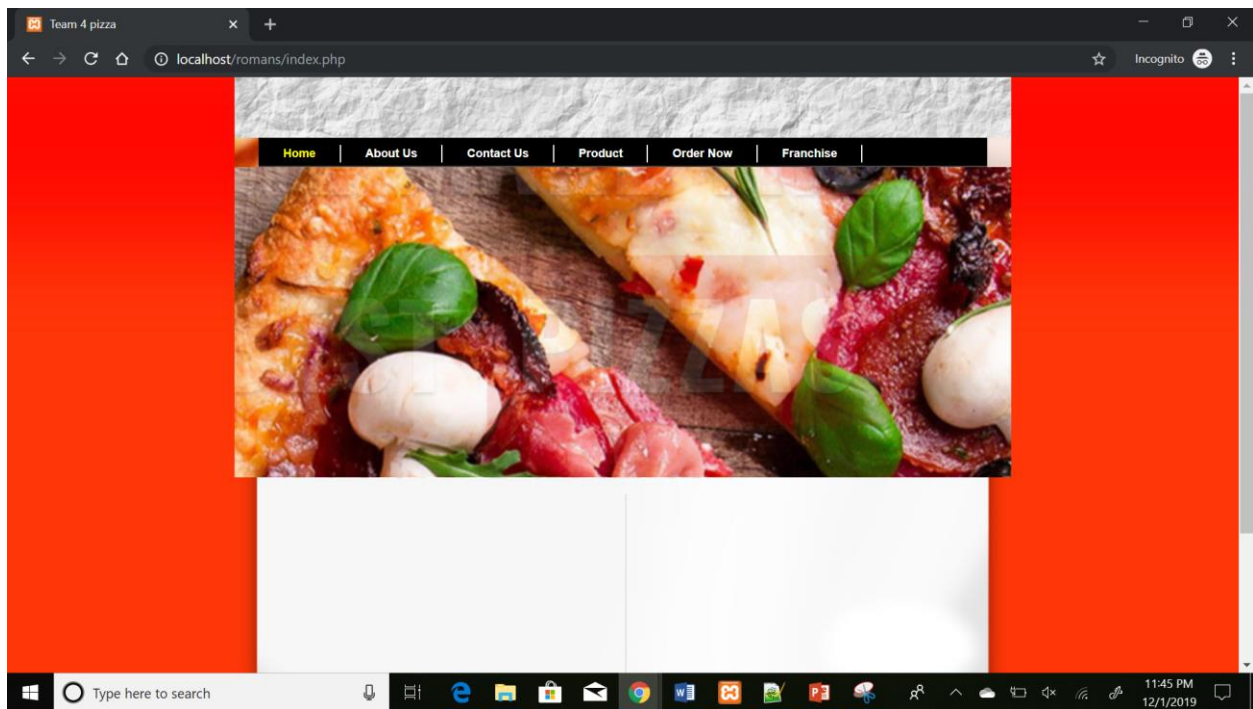 Team 4 pizza
localhost/romans/index.php
Incognito
Home About Us Contact Us Product Order Now Franchise
PIZZAS
Type here to search
11:45 PM
12/1/2019